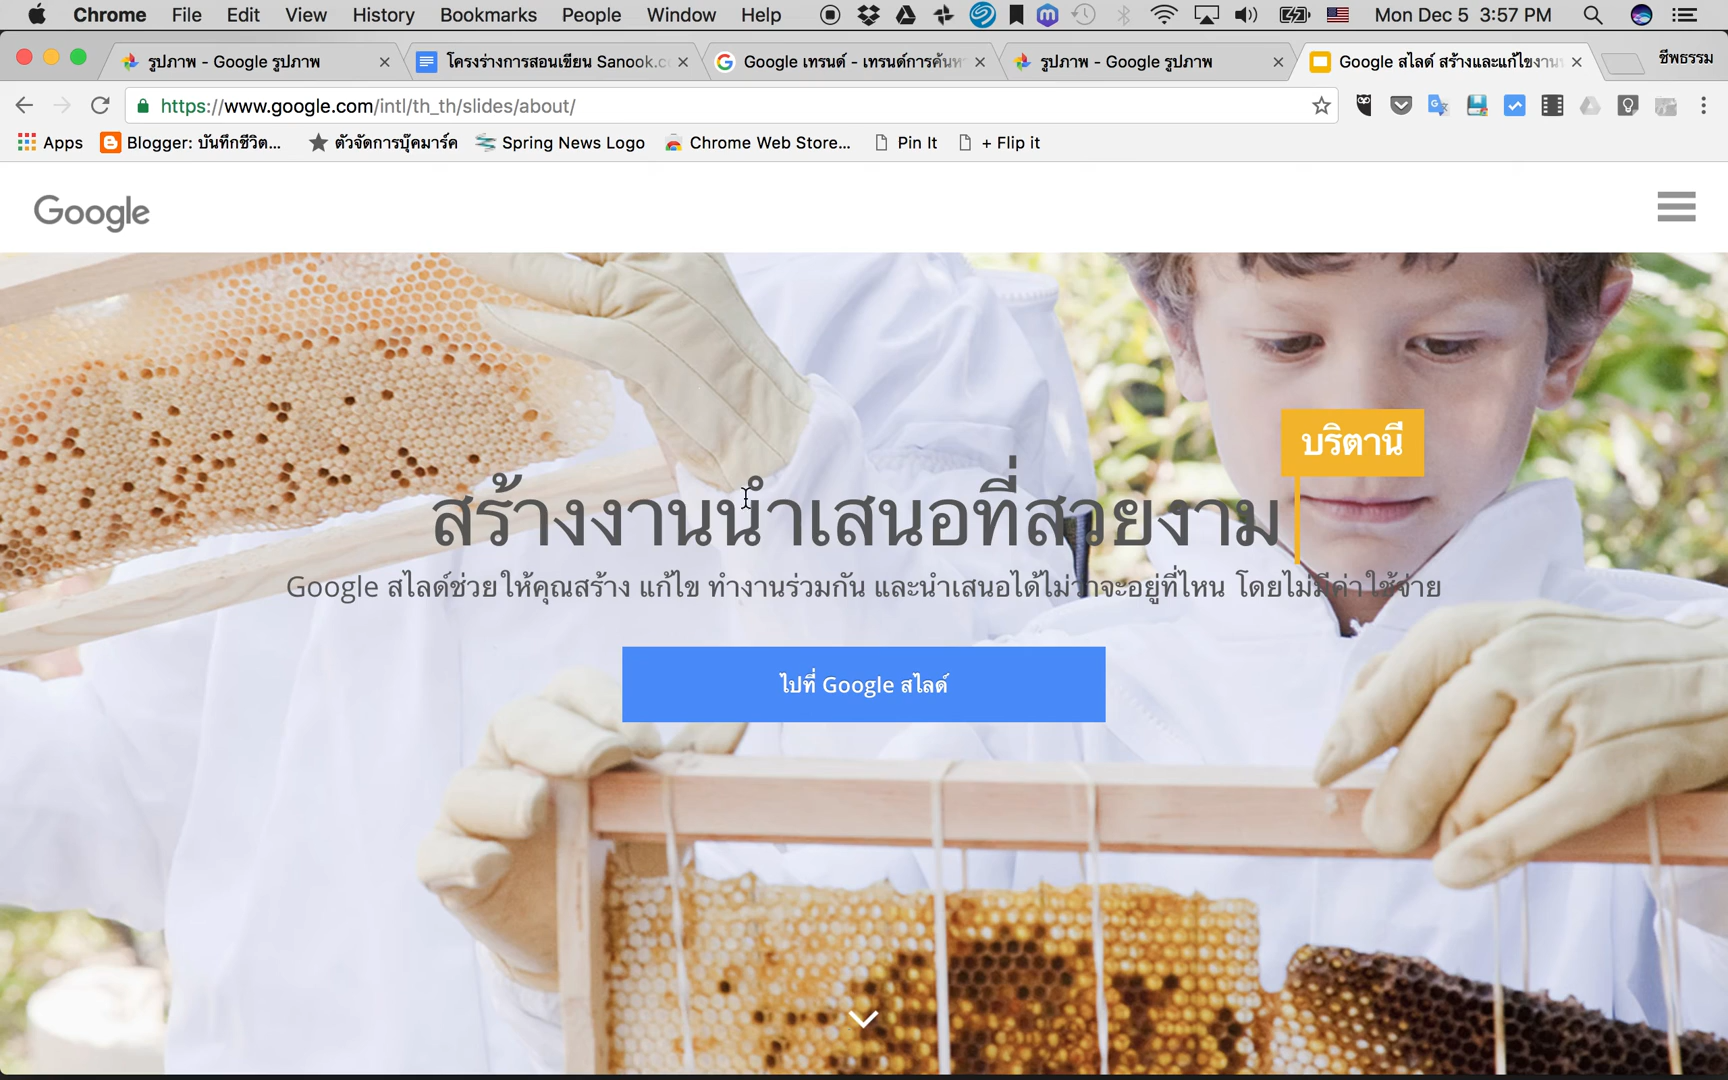 Chrome File Edit View History Bookmarks People Window Help Mon Dec 5 3:57 PM
รูปภาพ - Google รูปภาพ
โครงร่างการสอนเขียน Sanook.c
Google เทรนด์ - เทรนด์การค้นห
รูปภาพ - Google รูปภาพ
Google สไลด์ สร้างและแก้ไขงาน
ชีพธรรม
https://www.google.com/intl/th_th/slides/about/
Apps Blogger: บันทึกชีวิต... ตัวจัดการบุ๊คมาร์ค Spring News Logo Chrome Web Store... Pin It + Flip it
Google
บริตานี
สร้างงานนำเสนอที่สวยงาม
Google สไลด์ช่วยให้คุณสร้าง แก้ไข ทำงานร่วมกัน และนำเสนอได้ไม่ว่าจะอยู่ที่ไหน โดยไม่มีค่าใช้จ่าย
ไปที่ Google สไลด์